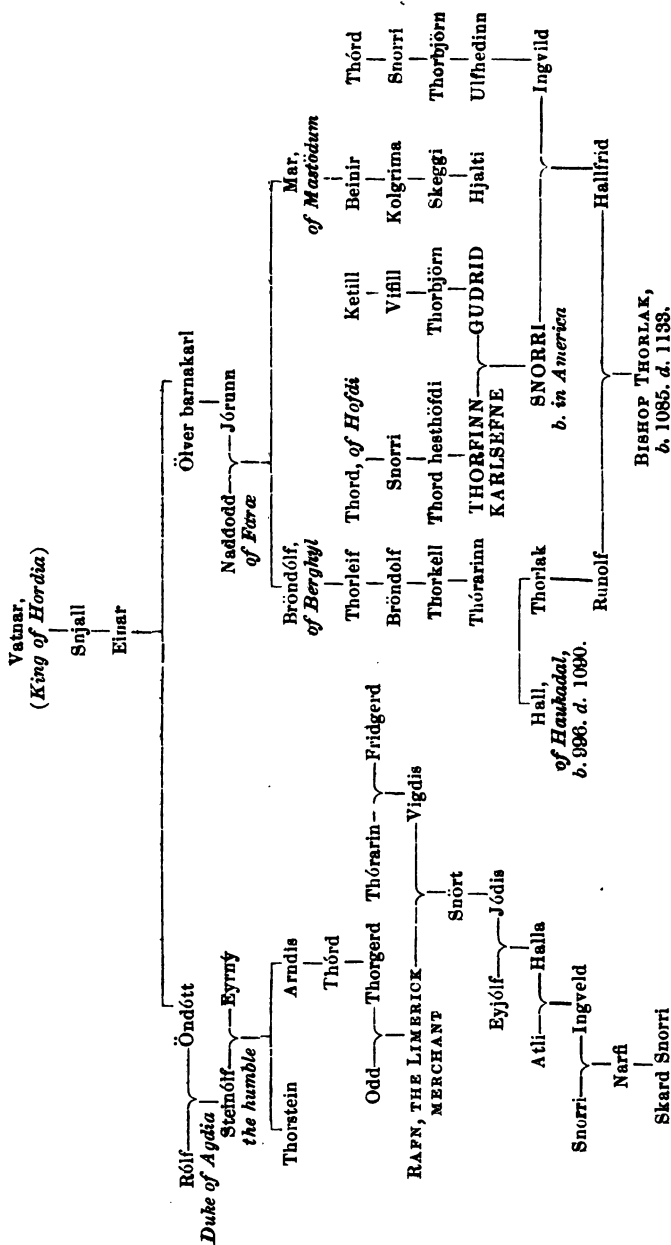 Vatnar,
(King of Hordia)
Snjall
Einar
Rólf Öndótt
Duke of Agdia
Steinólf Eyrný
the humble
Thorstein Arndis
Thórd
Odd Thorgerd Thórarin Fridgerd
RAFN, THE LIMERICK Vigdis
MERCHANT
Snört
Eyjólf Jódis
Atli Halla
Snorri Ingveld
Narfi
Skard Snorri
Ölver barnakarl
Naddodd Jórunn
of Faræ
Bröndólf, Mar,
of Berghyl of Mastödum
Thorleif Thord, of Hofdi Ketill Beinir Thórd
Bröndolf Snorri Vifill Kolgrima Snorri
Thorkell Thord hesthöfdi Thorbjörn Skeggi Thorbjörn
Thórarinn THORFINN GUDRID Hjalti Ulfhedinn
KARLSEFNE
Hall, Thorlak SNORRI Ingvild
of Haukadal, b. in America
b. 996. d. 1090.
Runolf Hallfrid
BISHOP THORLAK,
b. 1085. d. 1133.